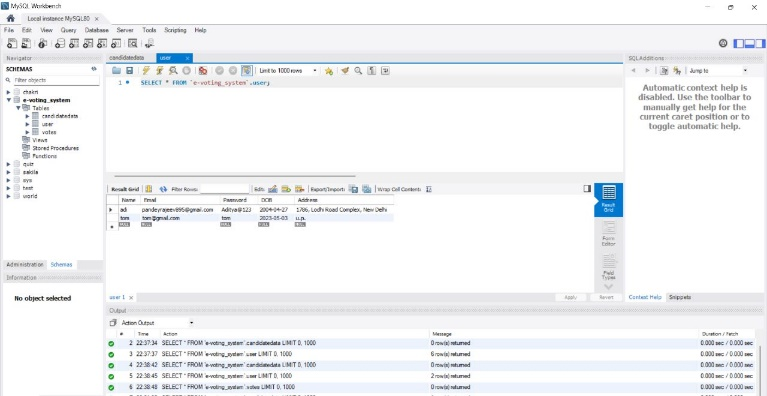 MySQL Workbench
Local instance MySQL80 ×
File Edit View Query Database Server Tools Scripting Help
Navigator
SCHEMAS
Filter objects
chakri
e-voting_system
Tables
candidatedata
user
votes
Views
Stored Procedures
Functions
quiz
sakila
sys
test
world
Administration Schemas
Information
No object selected
candidatedata user ×
Limit to 1000 rows
1 SELECT * FROM `e-voting_system`.user;
Result Grid Filter Rows: Edit: Export/Import: Wrap Cell Content:
Name Email Password DOB Address
adi pandeyrajeev895@gmail.com Aditya@123 2004-04-27 1786, Lodhi Road Complex, New Delhi
tom tom@gmail.com tom 2023-05-03 u.p.
NULL NULL NULL NULL NULL
Result Grid
Form Editor
Field Types
user 1 × Apply Revert
SQL Additions
Jump to
Automatic context help is
disabled. Use the toolbar to
manually get help for the
current caret position or to
toggle automatic help.
Context Help Snippets
Output
Action Output
# Time Action Message Duration / Fetch
2 22:37:34 SELECT * FROM `e-voting_system`.candidatedata LIMIT 0, 1000 0 row(s) returned 0.000 sec / 0.000 sec
3 22:37:37 SELECT * FROM `e-voting_system`.user LIMIT 0, 1000 6 row(s) returned 0.000 sec / 0.000 sec
4 22:38:42 SELECT * FROM `e-voting_system`.candidatedata LIMIT 0, 1000 0 row(s) returned 0.000 sec / 0.000 sec
5 22:38:45 SELECT * FROM `e-voting_system`.user LIMIT 0, 1000 2 row(s) returned 0.000 sec / 0.000 sec
6 22:38:48 SELECT * FROM `e-voting_system`.votes LIMIT 0, 1000 0 row(s) returned 0.000 sec / 0.000 sec